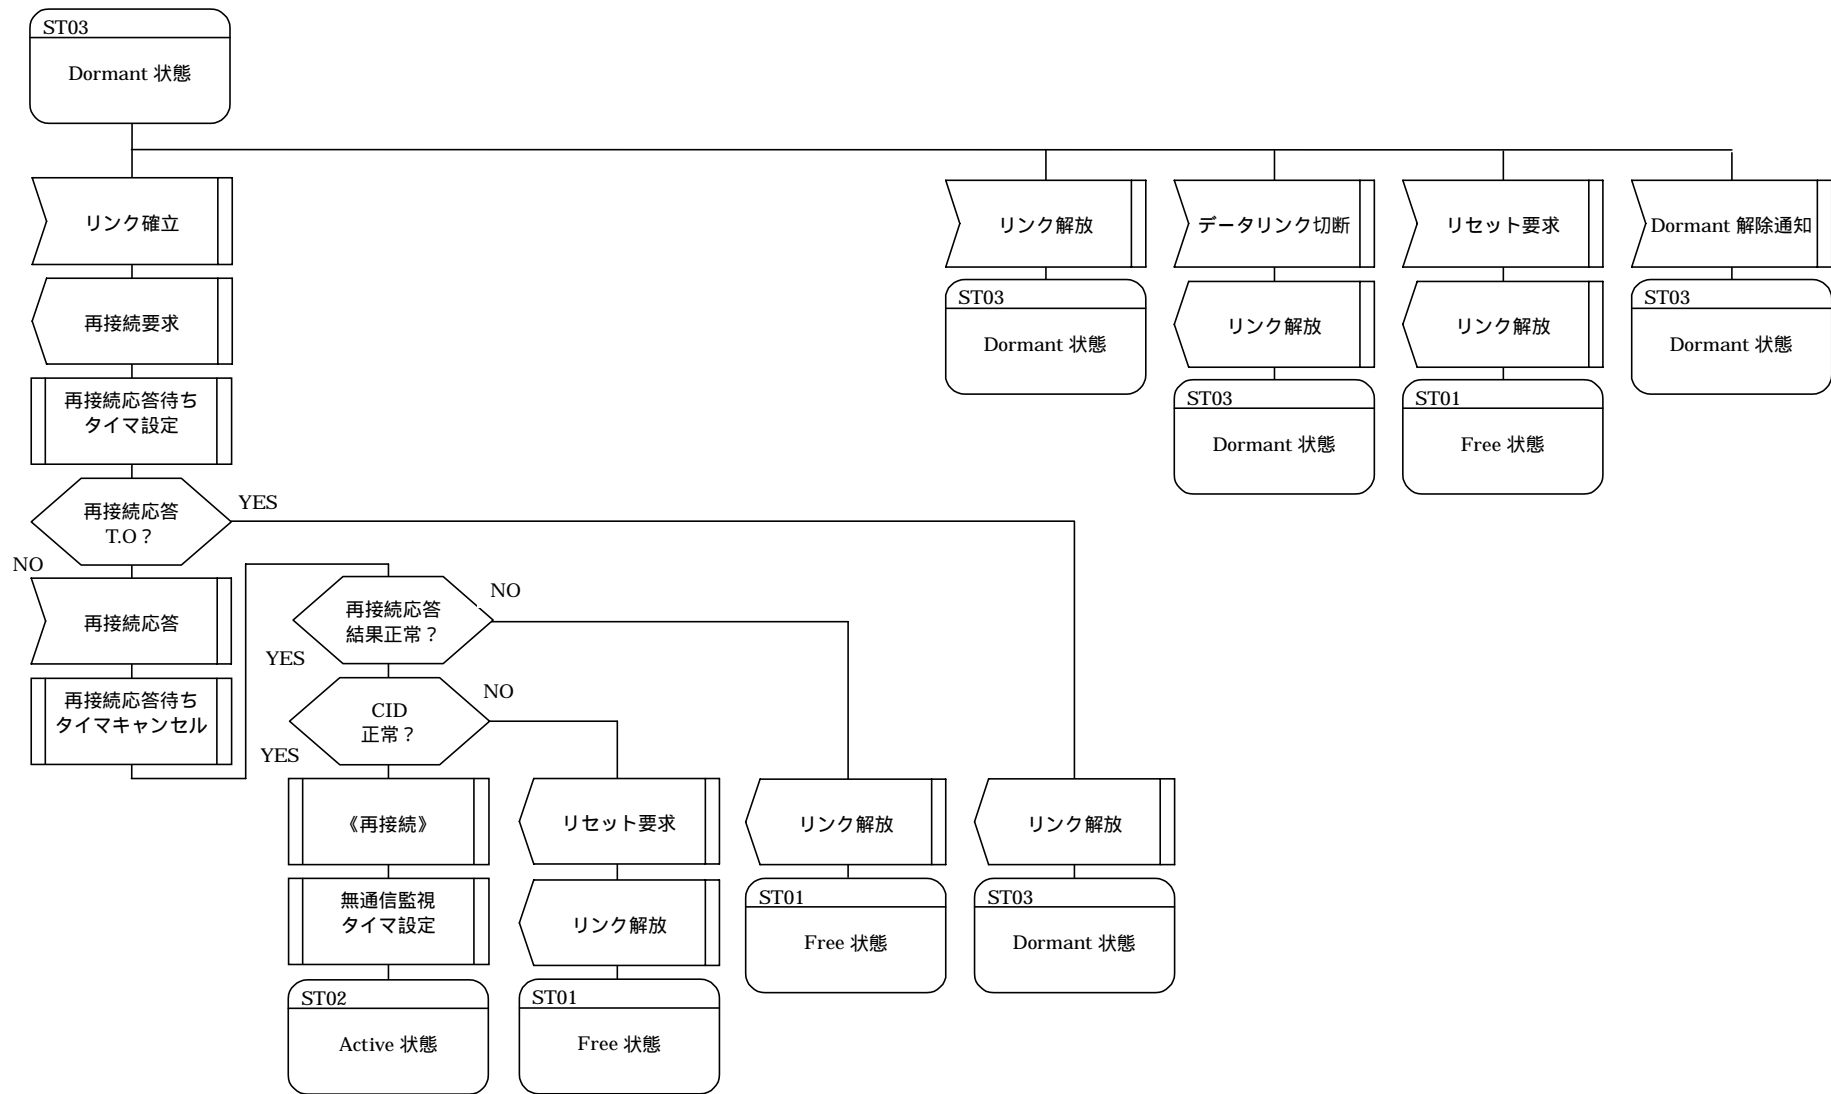 ST03
Dormant 状態
リンク確立
リンク解放
データリンク切断
リセット要求
Dormant 解除通知
再接続要求
ST03
Dormant 状態
リンク解放
リンク解放
ST03
Dormant 状態
再接続応答待ち
タイマ設定
ST03
Dormant 状態
ST01
Free 状態
再接続応答
T.O？
YES
NO
再接続応答
再接続応答
結果正常？
NO
YES
再接続応答待ち
タイマキャンセル
CID
正常？
NO
YES
《再接続》
リセット要求
リンク解放
リンク解放
無通信監視
タイマ設定
リンク解放
ST01
Free 状態
ST03
Dormant 状態
ST02
Active 状態
ST01
Free 状態